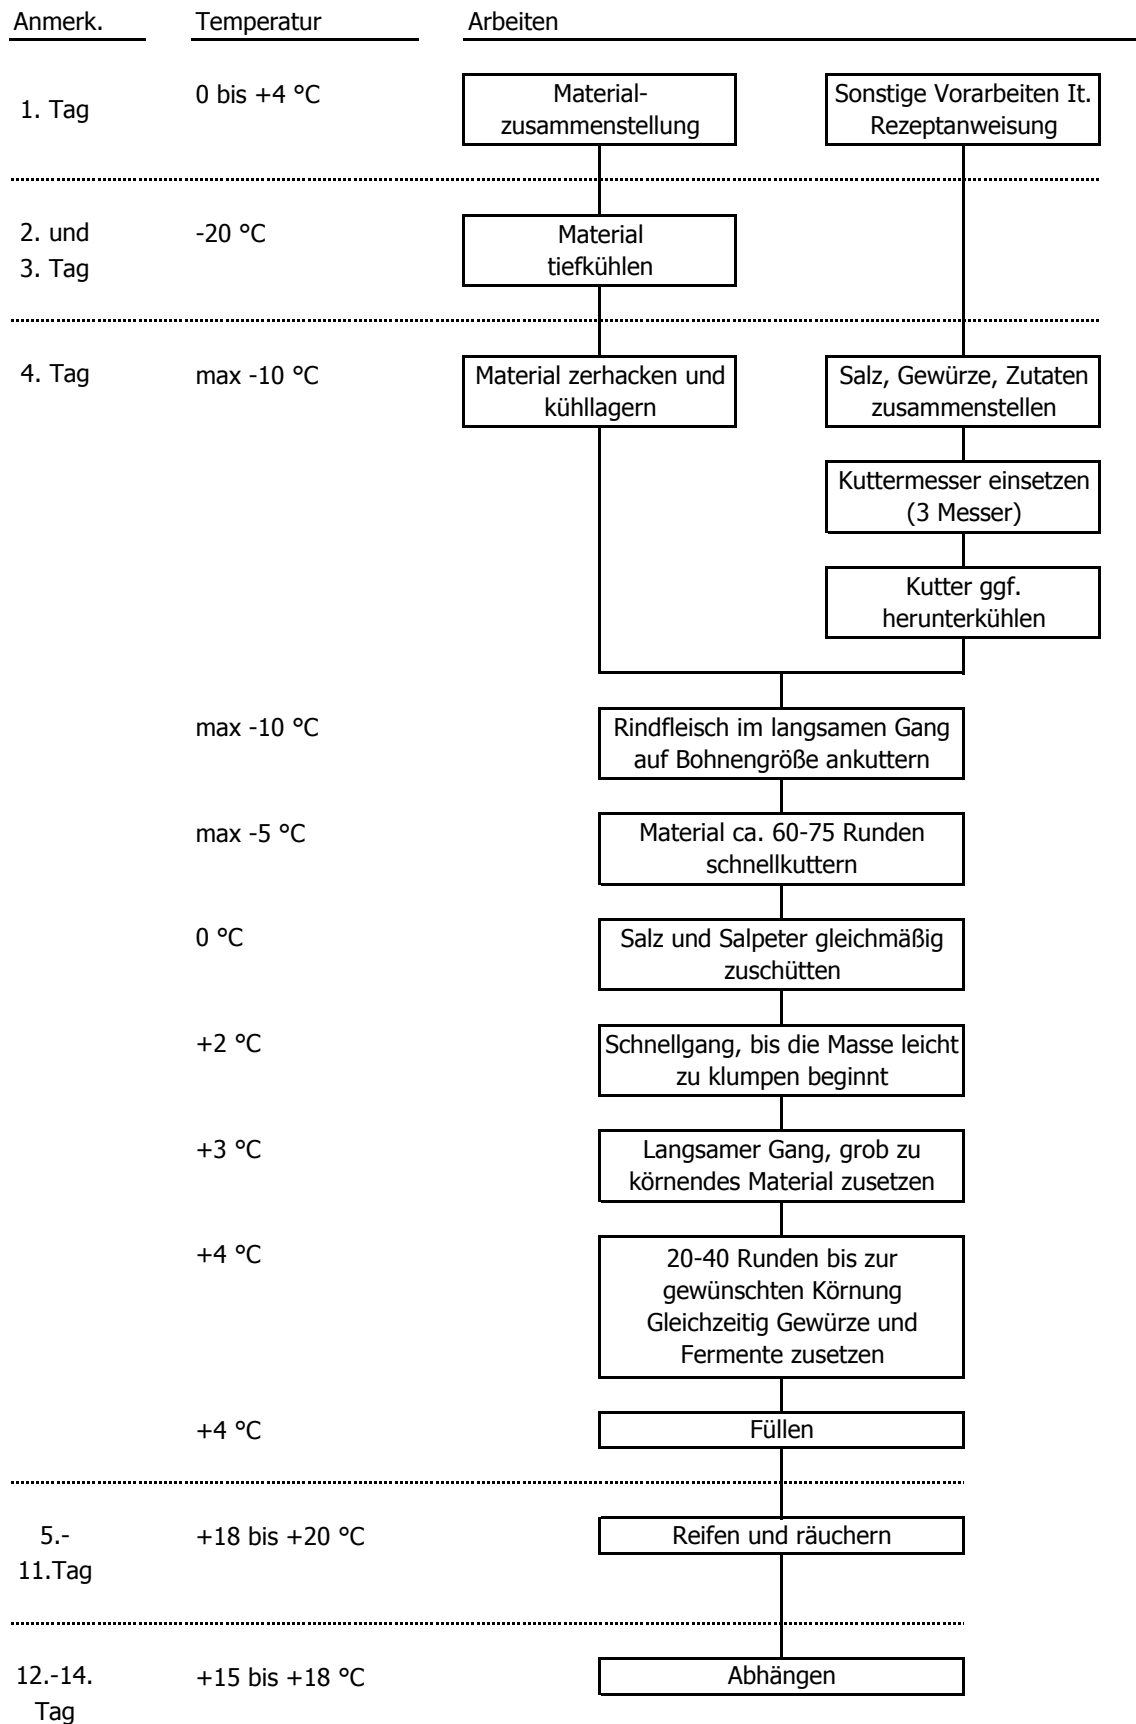 Anmerk. Temperatur Arbeiten
1. Tag
0 bis +4 °C
Material-
zusammenstellung
Sonstige Vorarbeiten It.
Rezeptanweisung
2. und
3. Tag
-20 °C
Material
tiefkühlen
4. Tag
max -10 °C
Material zerhacken und
kühllagern
Salz, Gewürze, Zutaten
zusammenstellen
Kuttermesser einsetzen
(3 Messer)
Kutter ggf.
herunterkühlen
max -10 °C
Rindfleisch im langsamen Gang
auf Bohnengröße ankuttern
max -5 °C
Material ca. 60-75 Runden
schnellkuttern
0 °C
Salz und Salpeter gleichmäßig
zuschütten
+2 °C
Schnellgang, bis die Masse leicht
zu klumpen beginnt
+3 °C
Langsamer Gang, grob zu
körnendes Material zusetzen
+4 °C
20-40 Runden bis zur
gewünschten Körnung
Gleichzeitig Gewürze und
Fermente zusetzen
+4 °C
Füllen
5.-
11.Tag
+18 bis +20 °C
Reifen und räuchern
12.-14.
Tag
+15 bis +18 °C
Abhängen